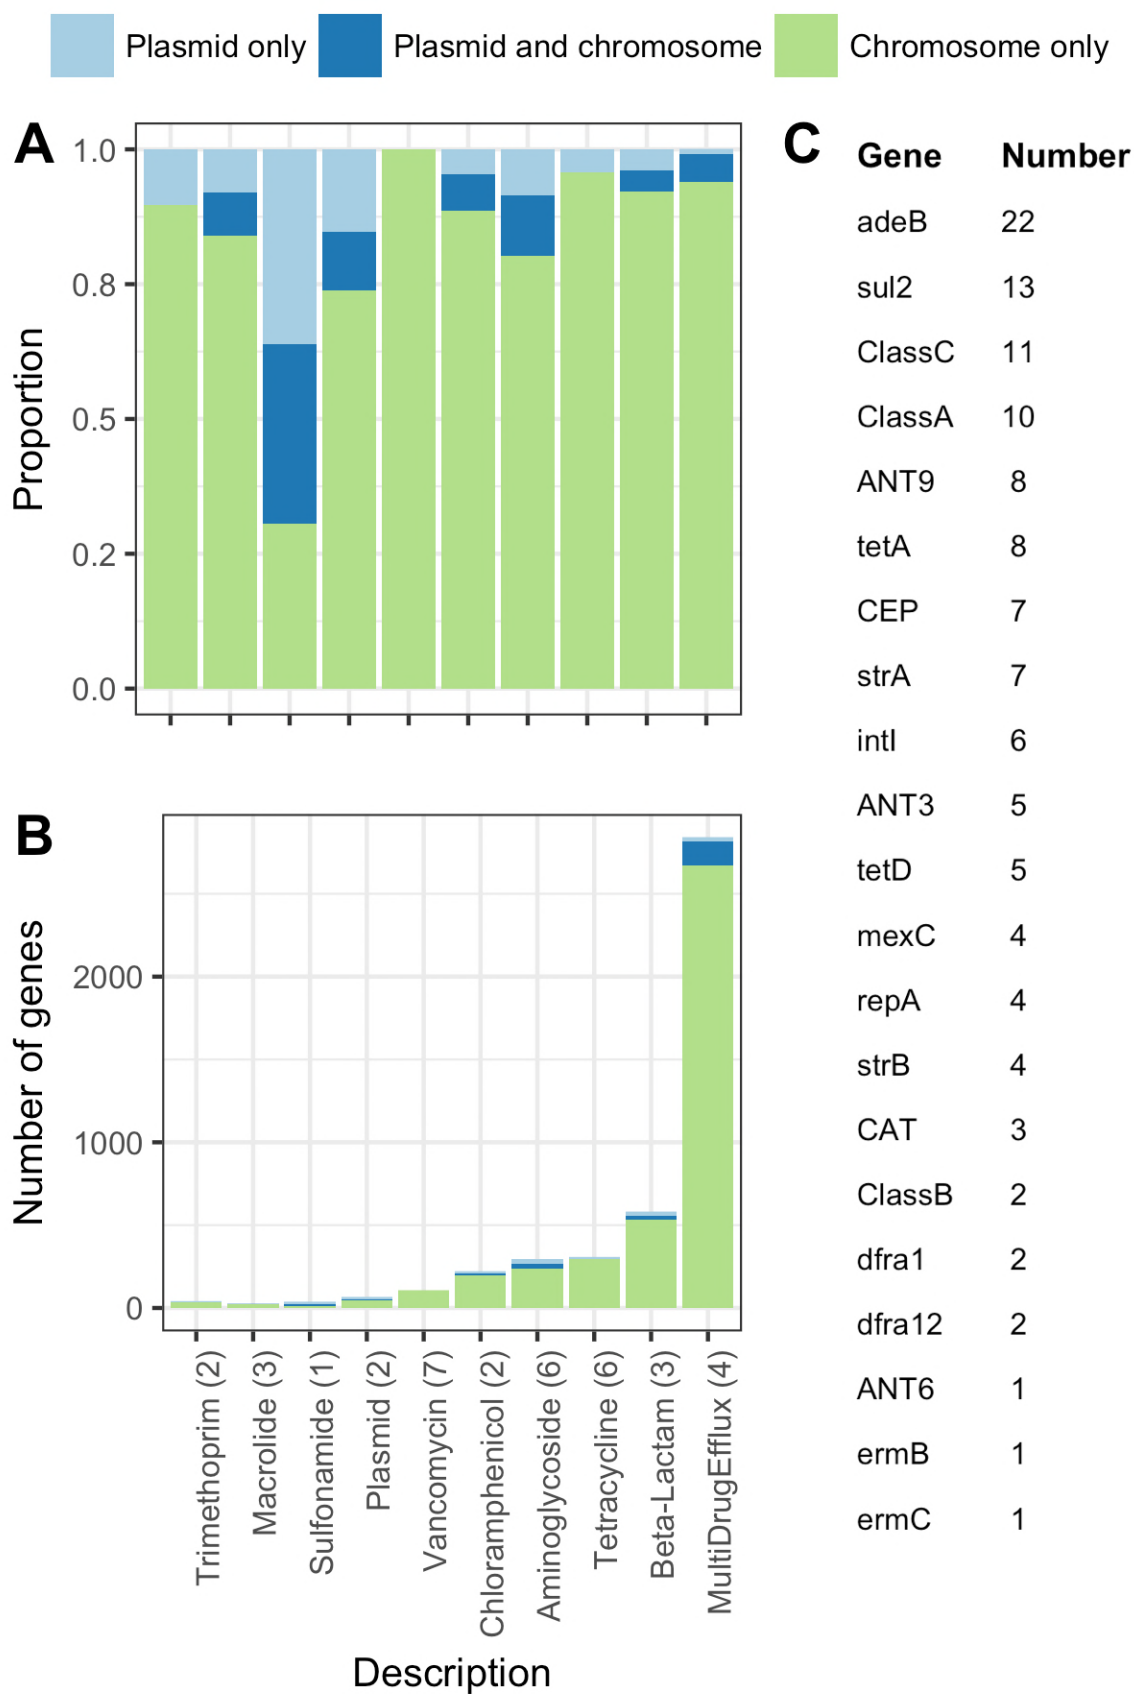 Plasmid only Plasmid and chromosome Chromosome only
A
1.0
0.8
0.5
0.2
0.0
Proportion
B
2000
1000
0
Number of genes
Trimethoprim (2)
Macrolide (3)
Sulfonamide (1)
Plasmid (2)
Vancomycin (7)
Chloramphenicol (2)
Aminoglycoside (6)
Tetracycline (6)
Beta-Lactam (3)
MultiDrugEfflux (4)
Description
C
Gene Number
adeB 22
sul2 13
ClassC 11
ClassA 10
ANT9 8
tetA 8
CEP 7
strA 7
intI 6
ANT3 5
tetD 5
mexC 4
repA 4
strB 4
CAT 3
ClassB 2
dfra1 2
dfra12 2
ANT6 1
ermB 1
ermC 1